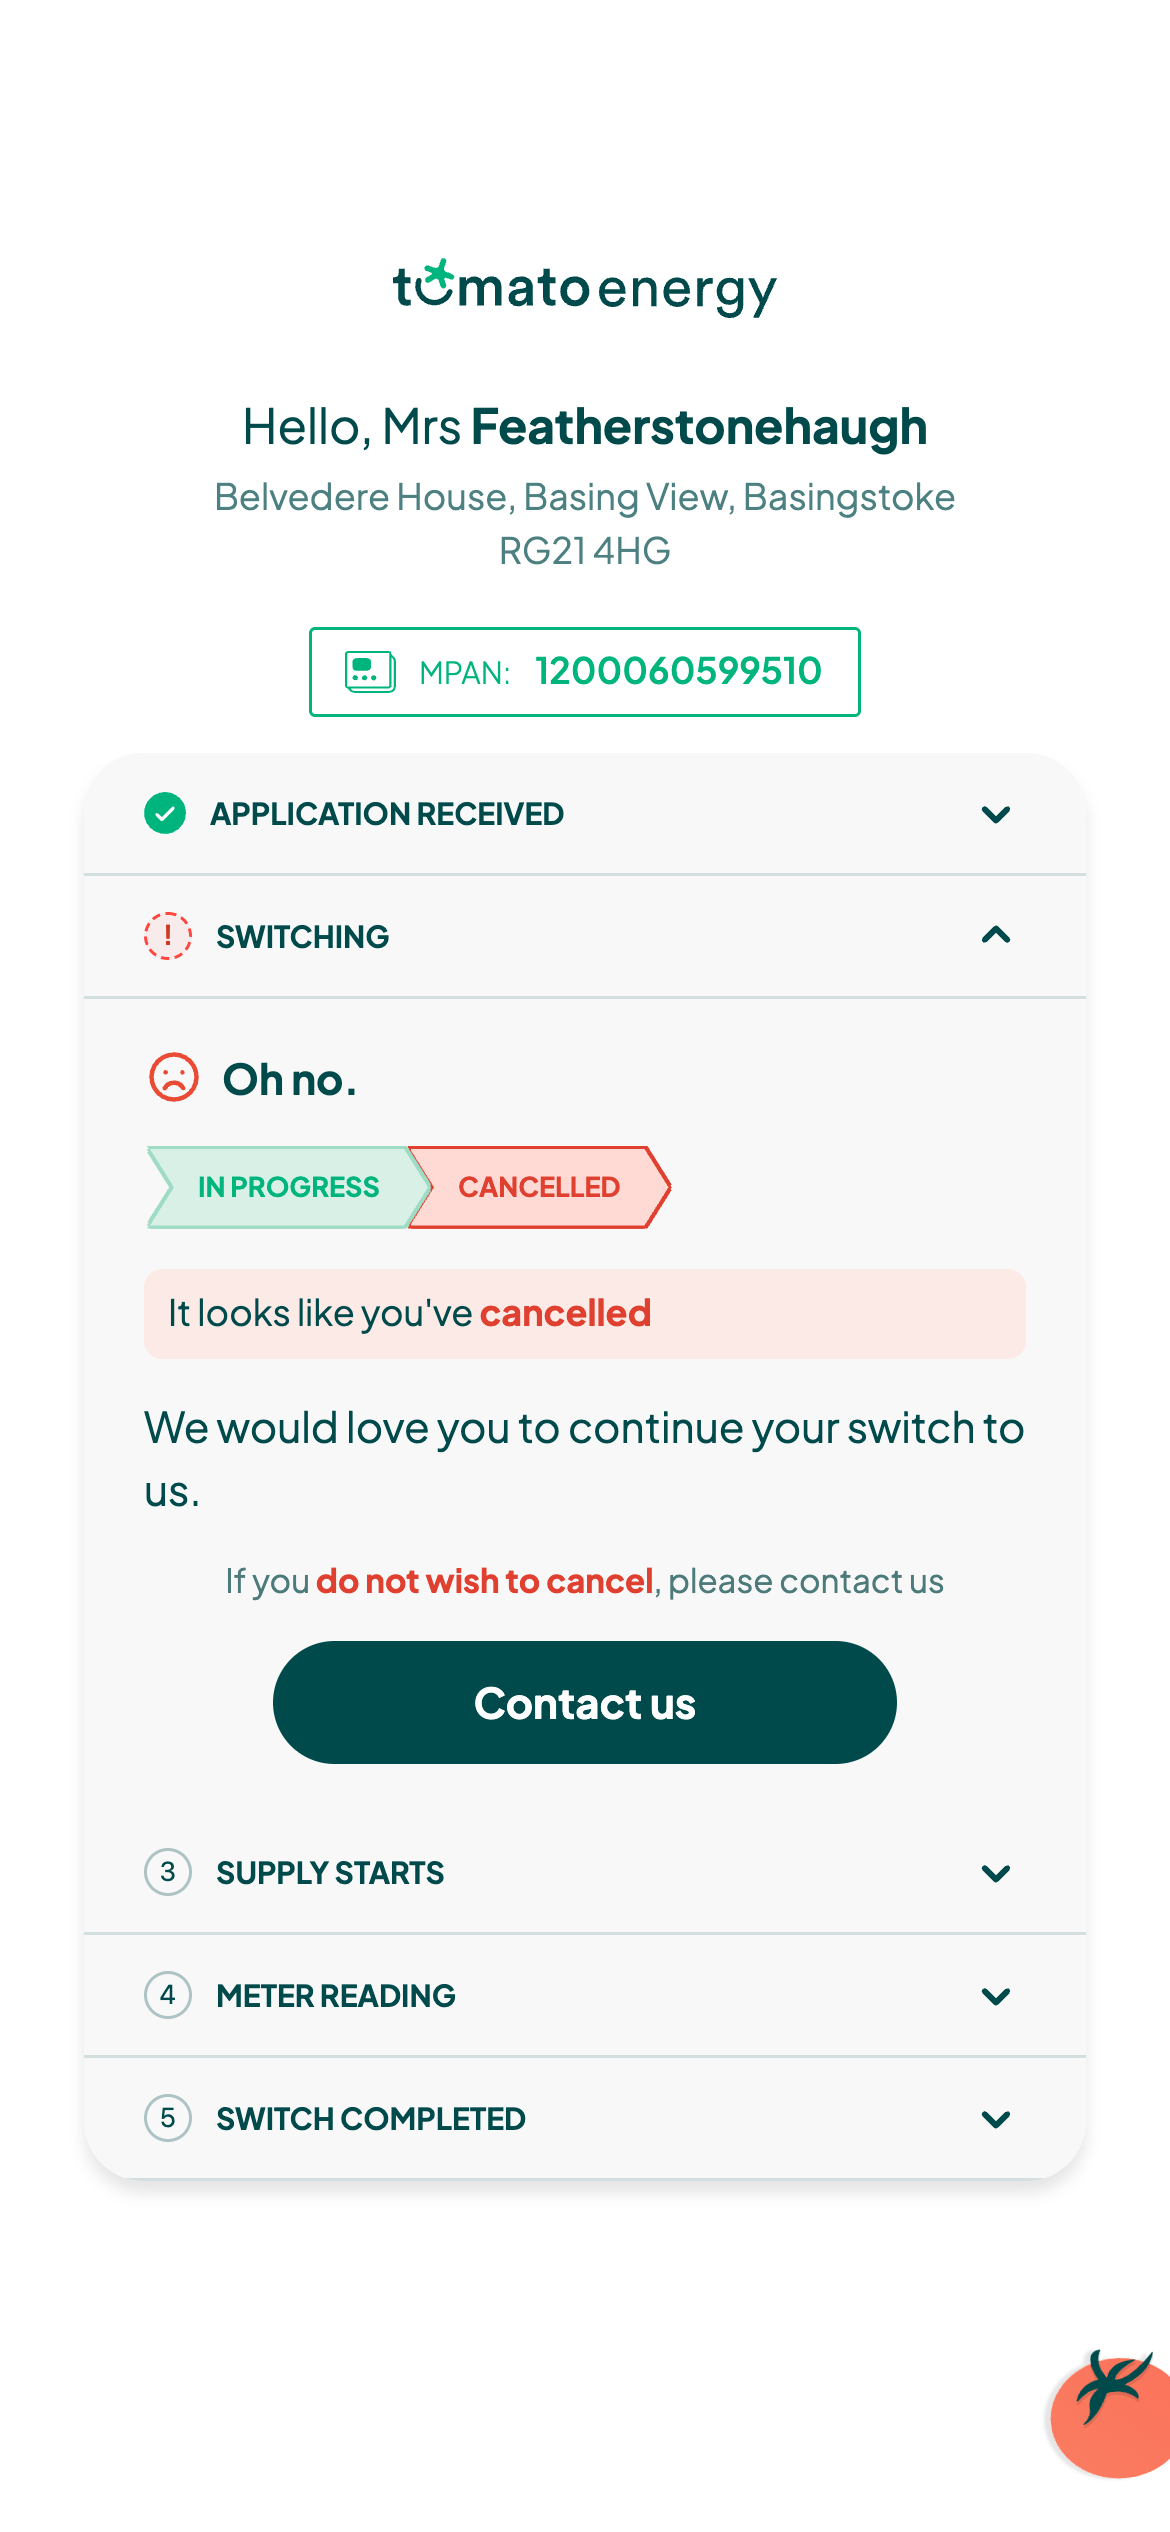 tomato energy
Hello, Mrs Featherstonehaugh
Belvedere House, Basing View, Basingstoke
RG21 4HG
MPAN: 1200060599510
APPLICATION RECEIVED
! SWITCHING
Oh no.
IN PROGRESS CANCELLED
It looks like you've cancelled
We would love you to continue your switch to
us.
If you do not wish to cancel, please contact us
Contact us
3 SUPPLY STARTS
4 METER READING
5 SWITCH COMPLETED